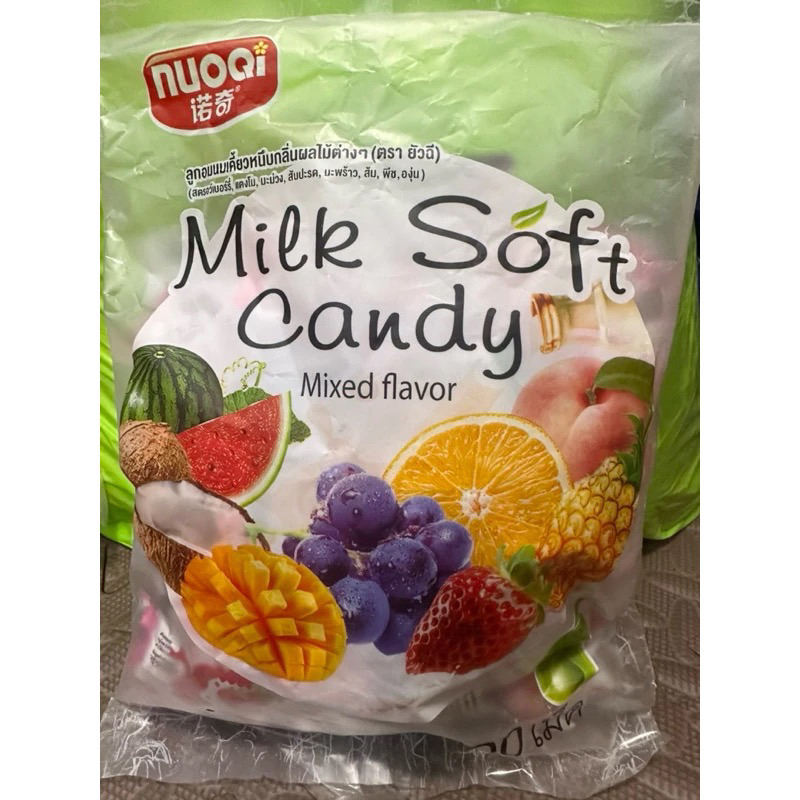 nuoQi
诺奇®
ลูกอมนมเคี้ยวหนึบกลิ่นผลไม้ต่างๆ (ตรา ยัวฉี)
(สตรอว์เบอร์รี่, แตงโม, มะม่วง, สับปะรด, มะพร้าว, ส้ม, พีช, องุ่น)
Milk Soft
Candy
Mixed flavor
เม็ด